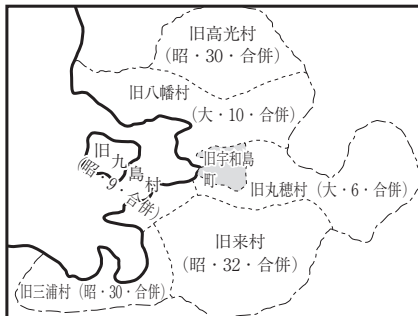 旧高光村
(昭・30・合併)
旧八幡村
(大・10・合併)
旧九島村
(昭・9・合併)
旧宇和島
町
旧丸穂村(大・6・合併)
旧来村
(昭・32・合併)
旧三浦村(昭・30・合併)